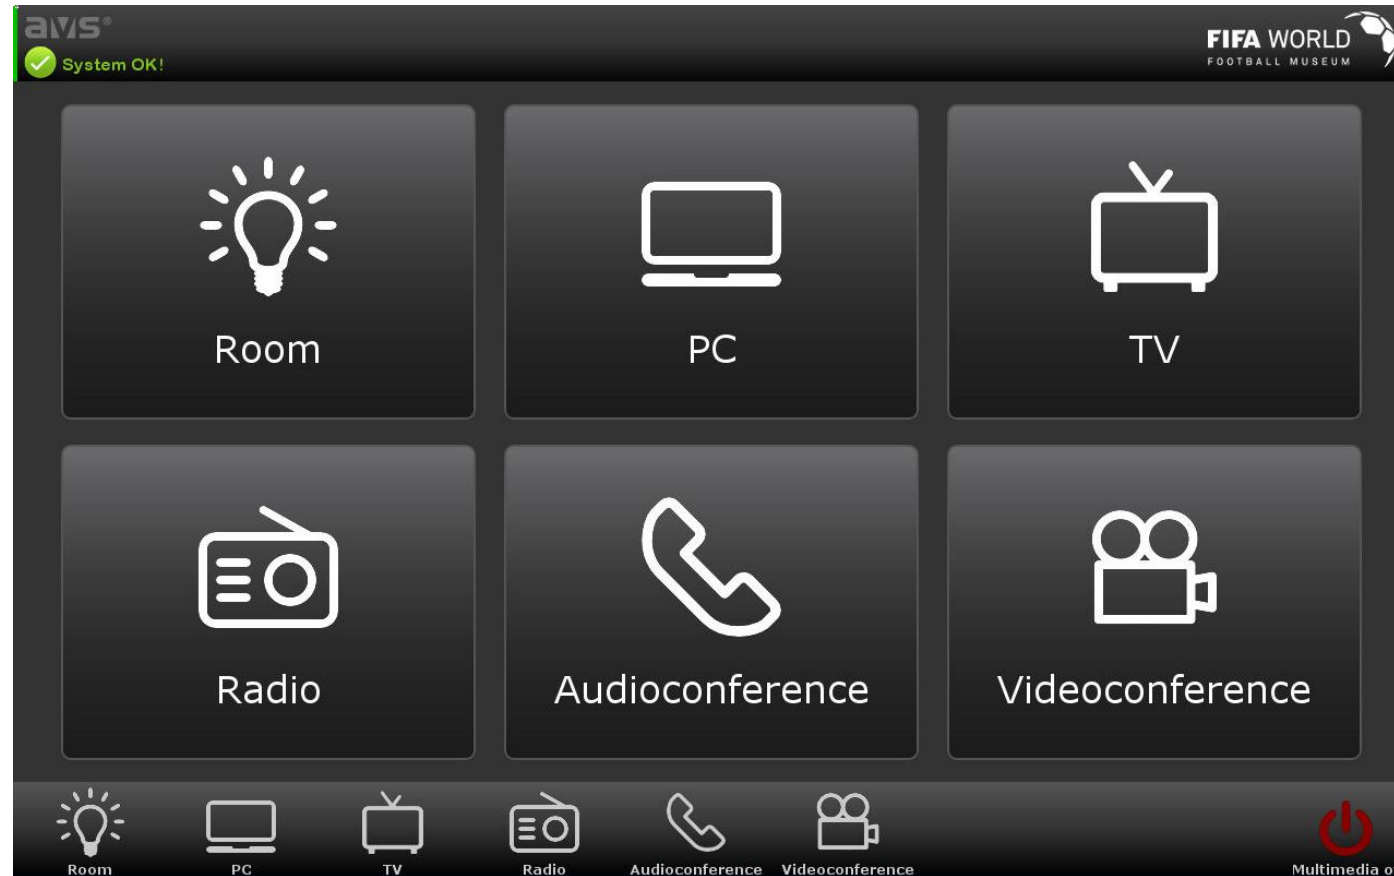 avs®
System OK!
FIFA WORLD
FOOTBALL MUSEUM
Room
PC
TV
Radio
Audioconference
Videoconference
Room
PC
TV
Radio
Audioconference
Videoconference
Multimedia